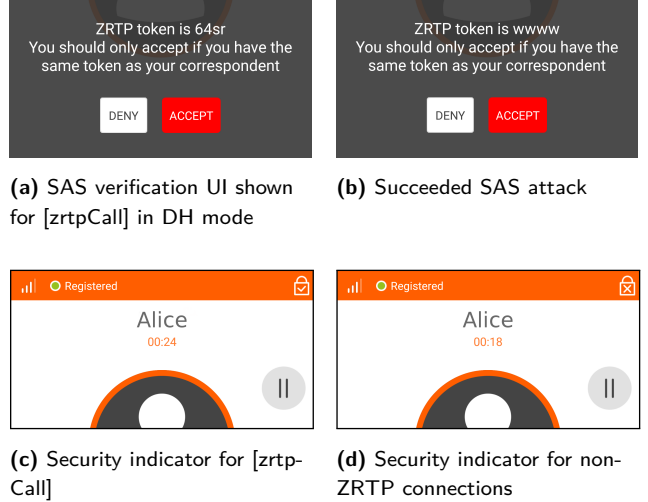 ZRTP token is 64sr
You should only accept if you have the
same token as your correspondent
DENY
ACCEPT
(a) SAS verification UI shown
for [zrtpCall] in DH mode
ZRTP token is wwww
You should only accept if you have the
same token as your correspondent
DENY
ACCEPT
(b) Succeeded SAS attack
Registered
Alice
00:24
(c) Security indicator for [zrtp-
Call]
Registered
Alice
00:18
(d) Security indicator for non-
ZRTP connections